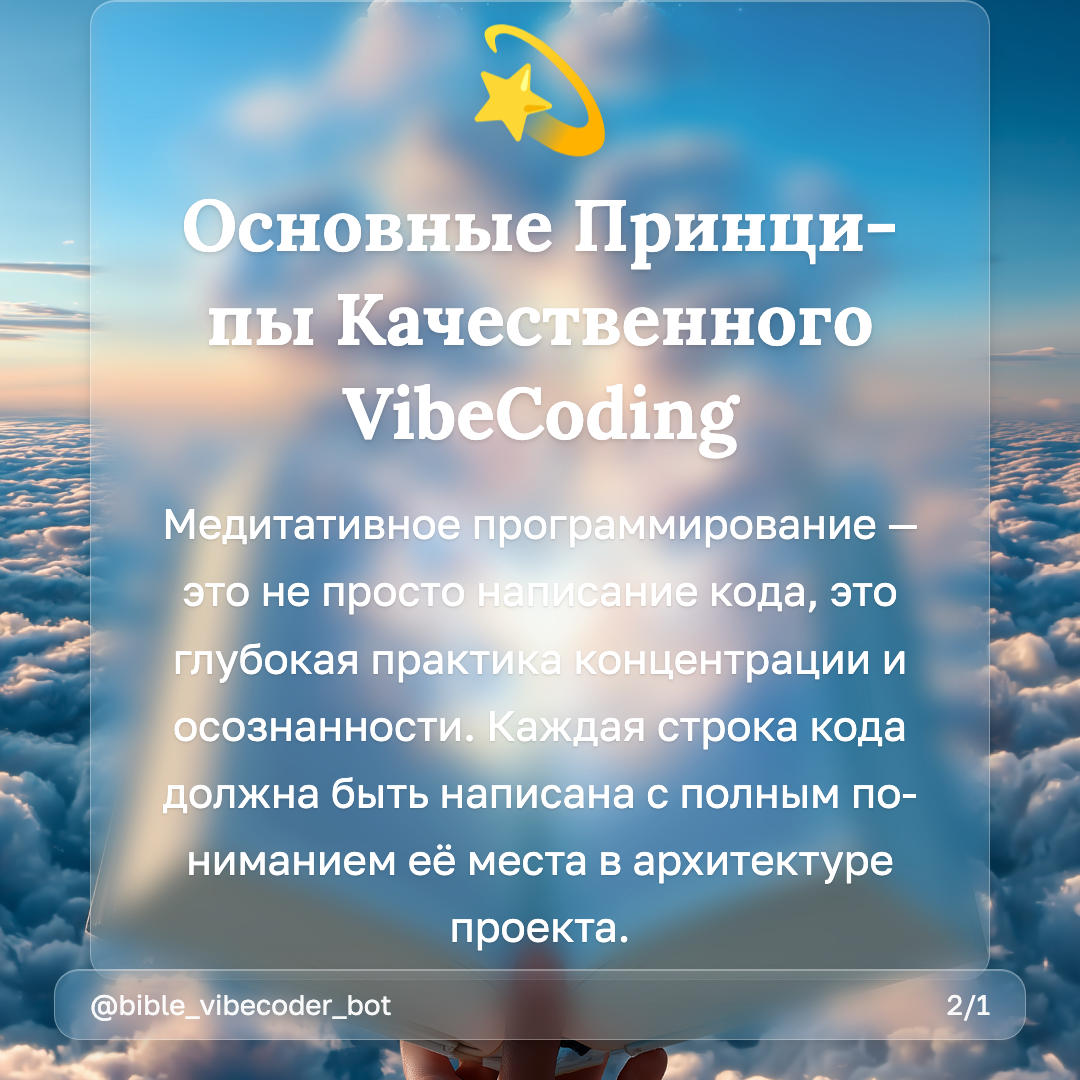 Основные Принци-
пы Качественного
VibeCoding
Медитативное программирование —
это не просто написание кода, это
глубокая практика концентрации и
осознанности. Каждая строка кода
должна быть написана с полным по-
ниманием её места в архитектуре
проекта.
@bible_vibecoder_bot 2/1